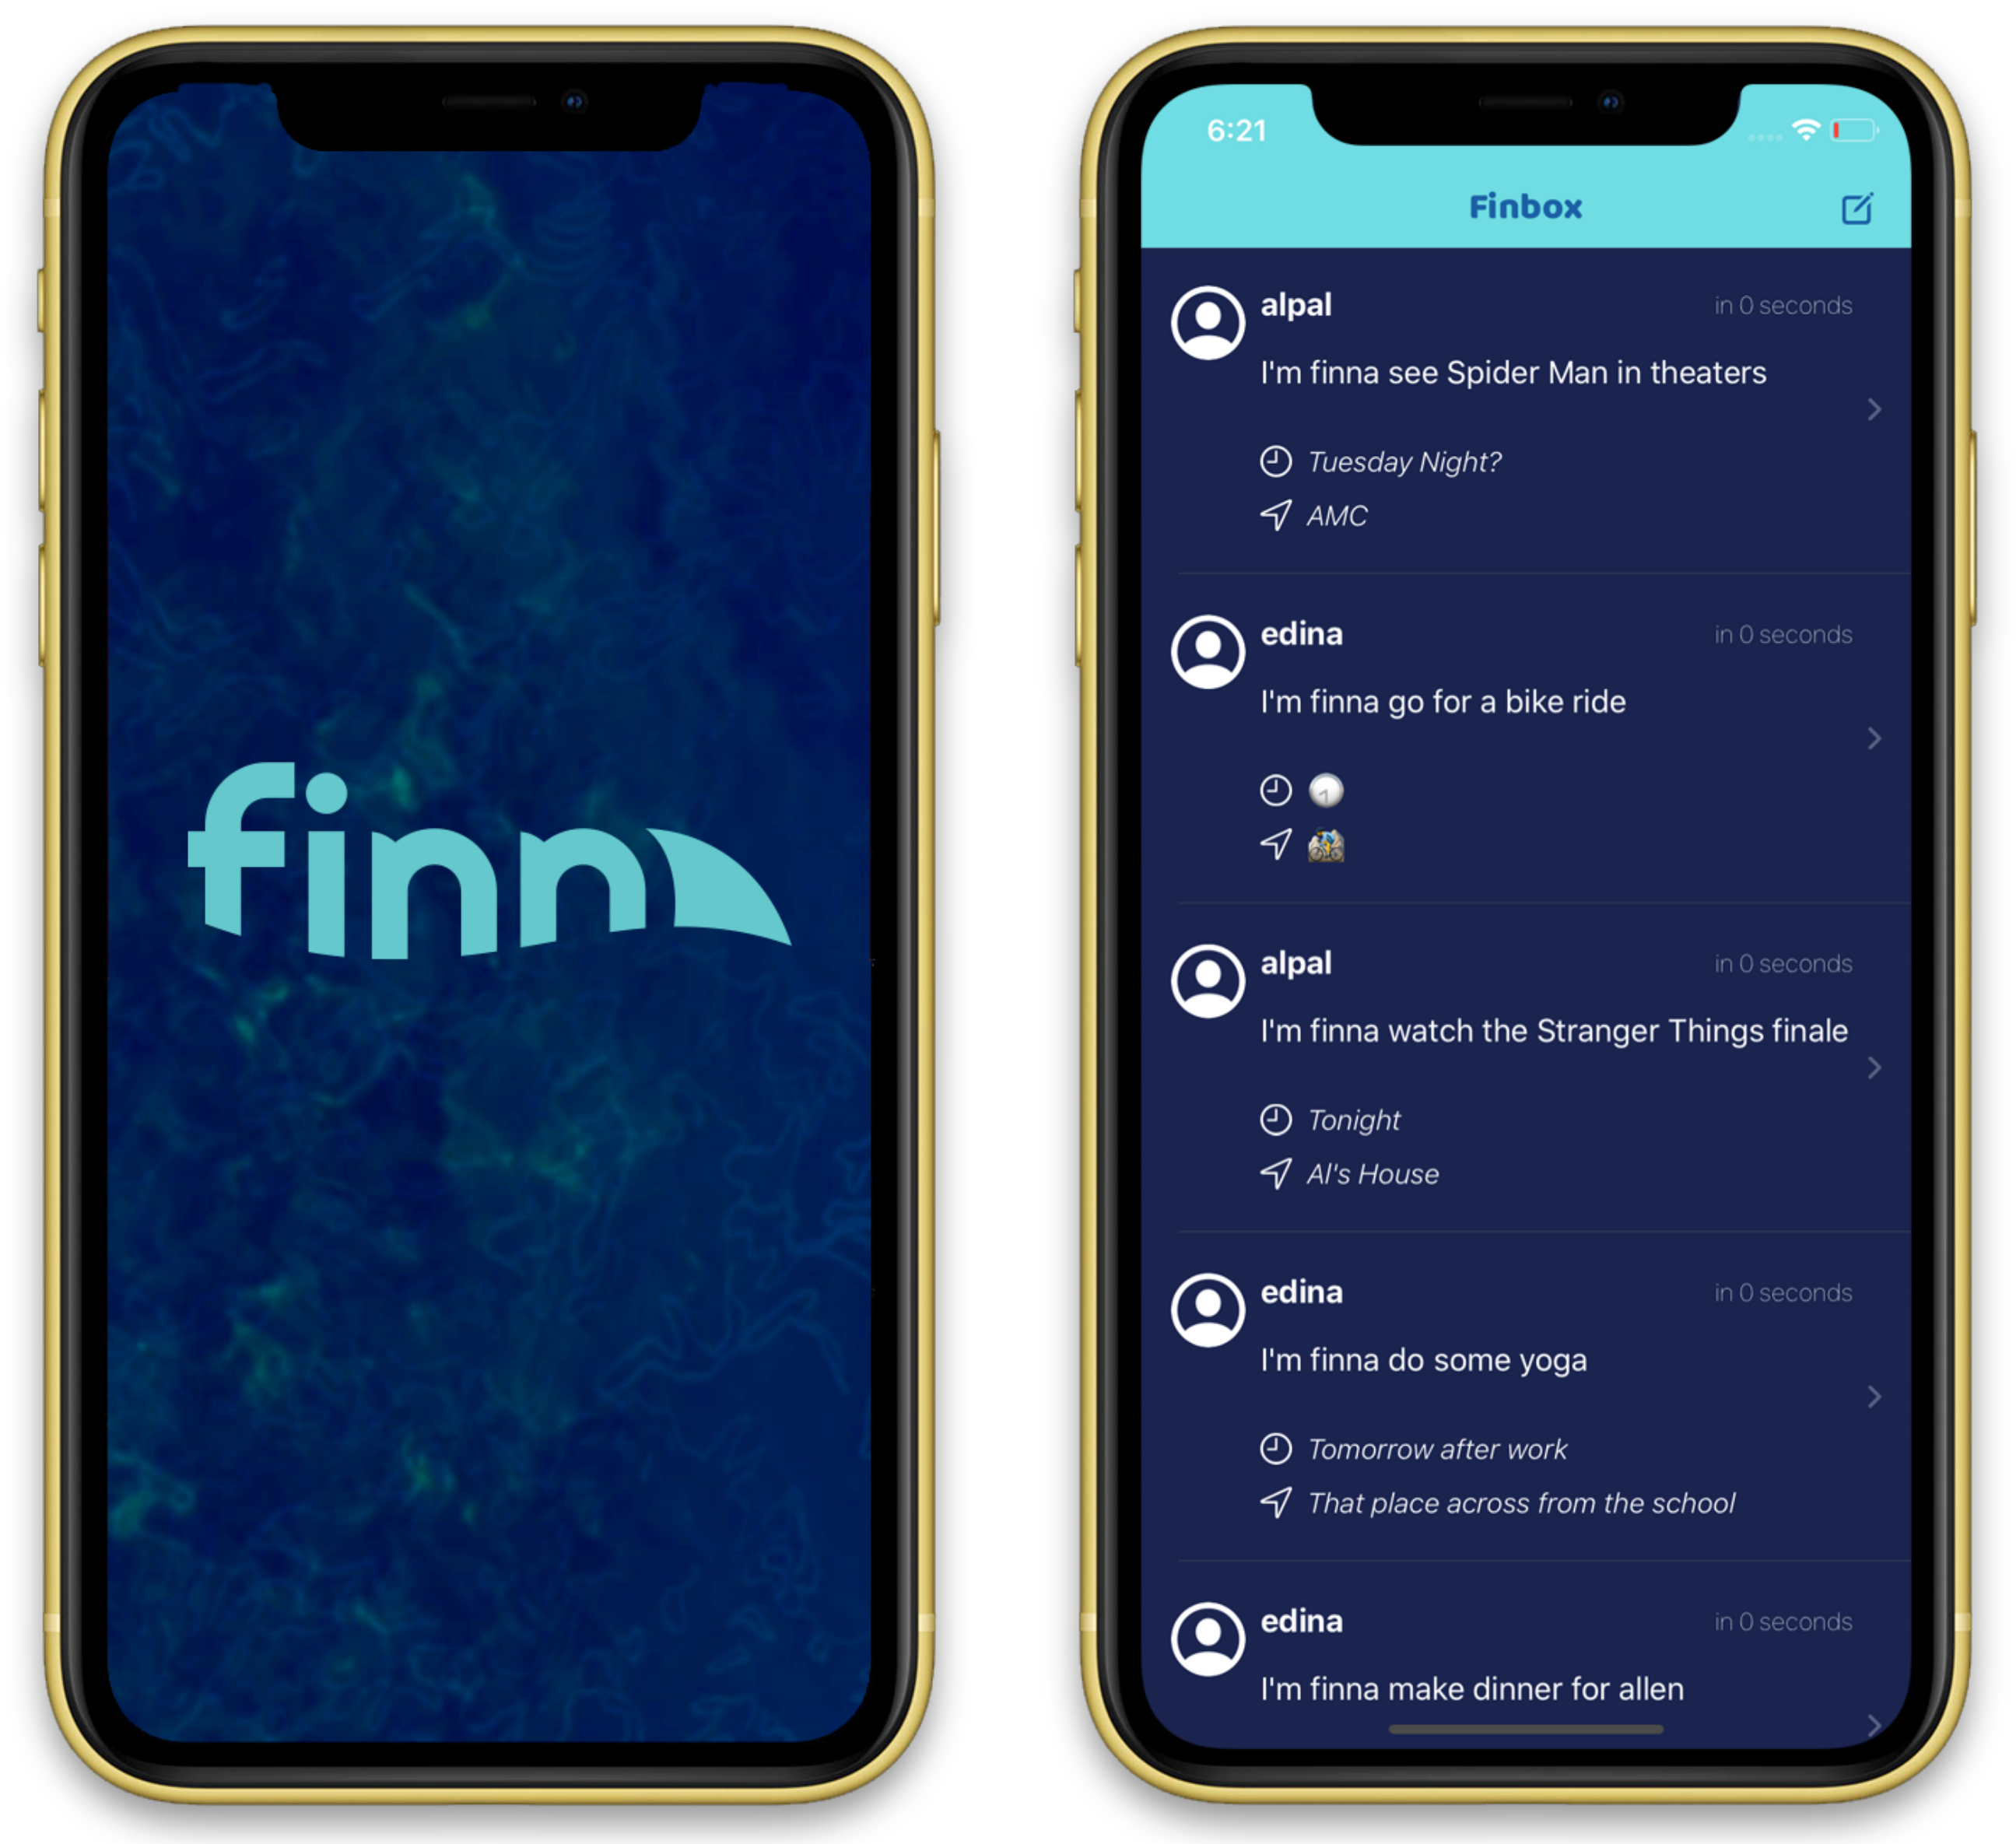 finna
6:21
Finbox
alpal
in 0 seconds
I'm finna see Spider Man in theaters
Tuesday Night?
AMC
edina
in 0 seconds
I'm finna go for a bike ride
🕢
🚵
alpal
in 0 seconds
I'm finna watch the Stranger Things finale
Tonight
Al's House
edina
in 0 seconds
I'm finna do some yoga
Tomorrow after work
That place across from the school
edina
in 0 seconds
I'm finna make dinner for allen